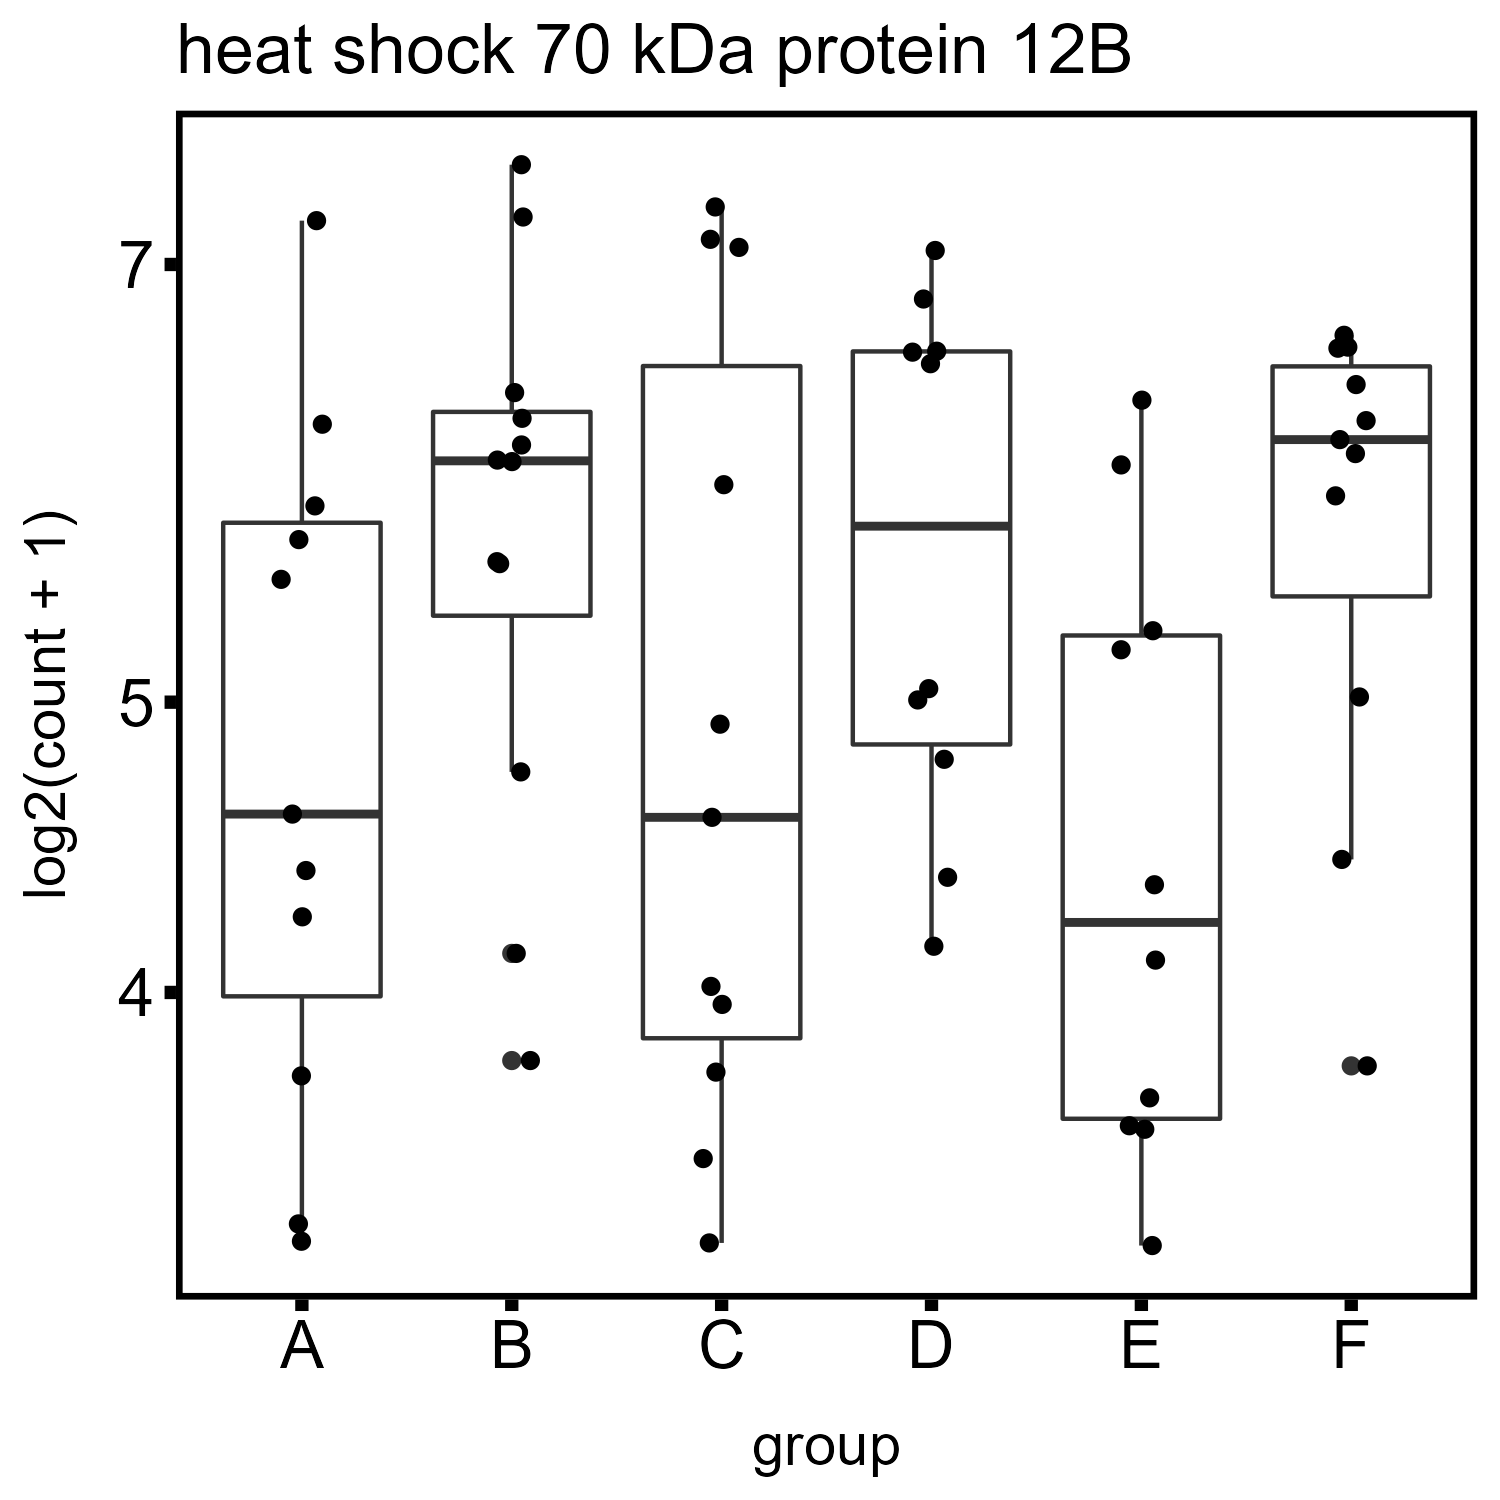 heat shock 70 kDa protein 12B
7
5
4
log2(count + 1)
A B C D E F
group